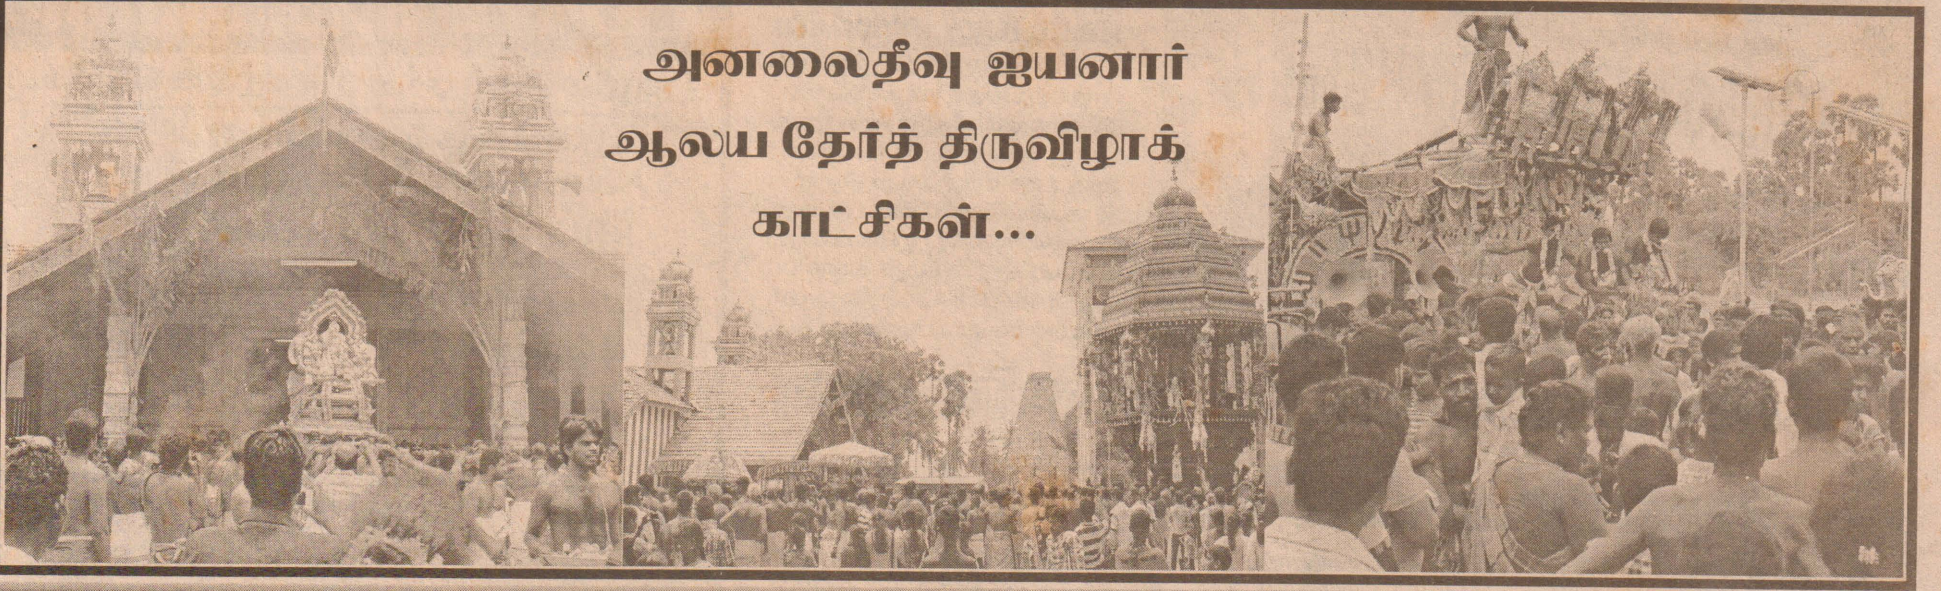 அனலைதீவு ஐயனார்
ஆலய தேர்த் திருவிழாக்
காட்சிகள்...